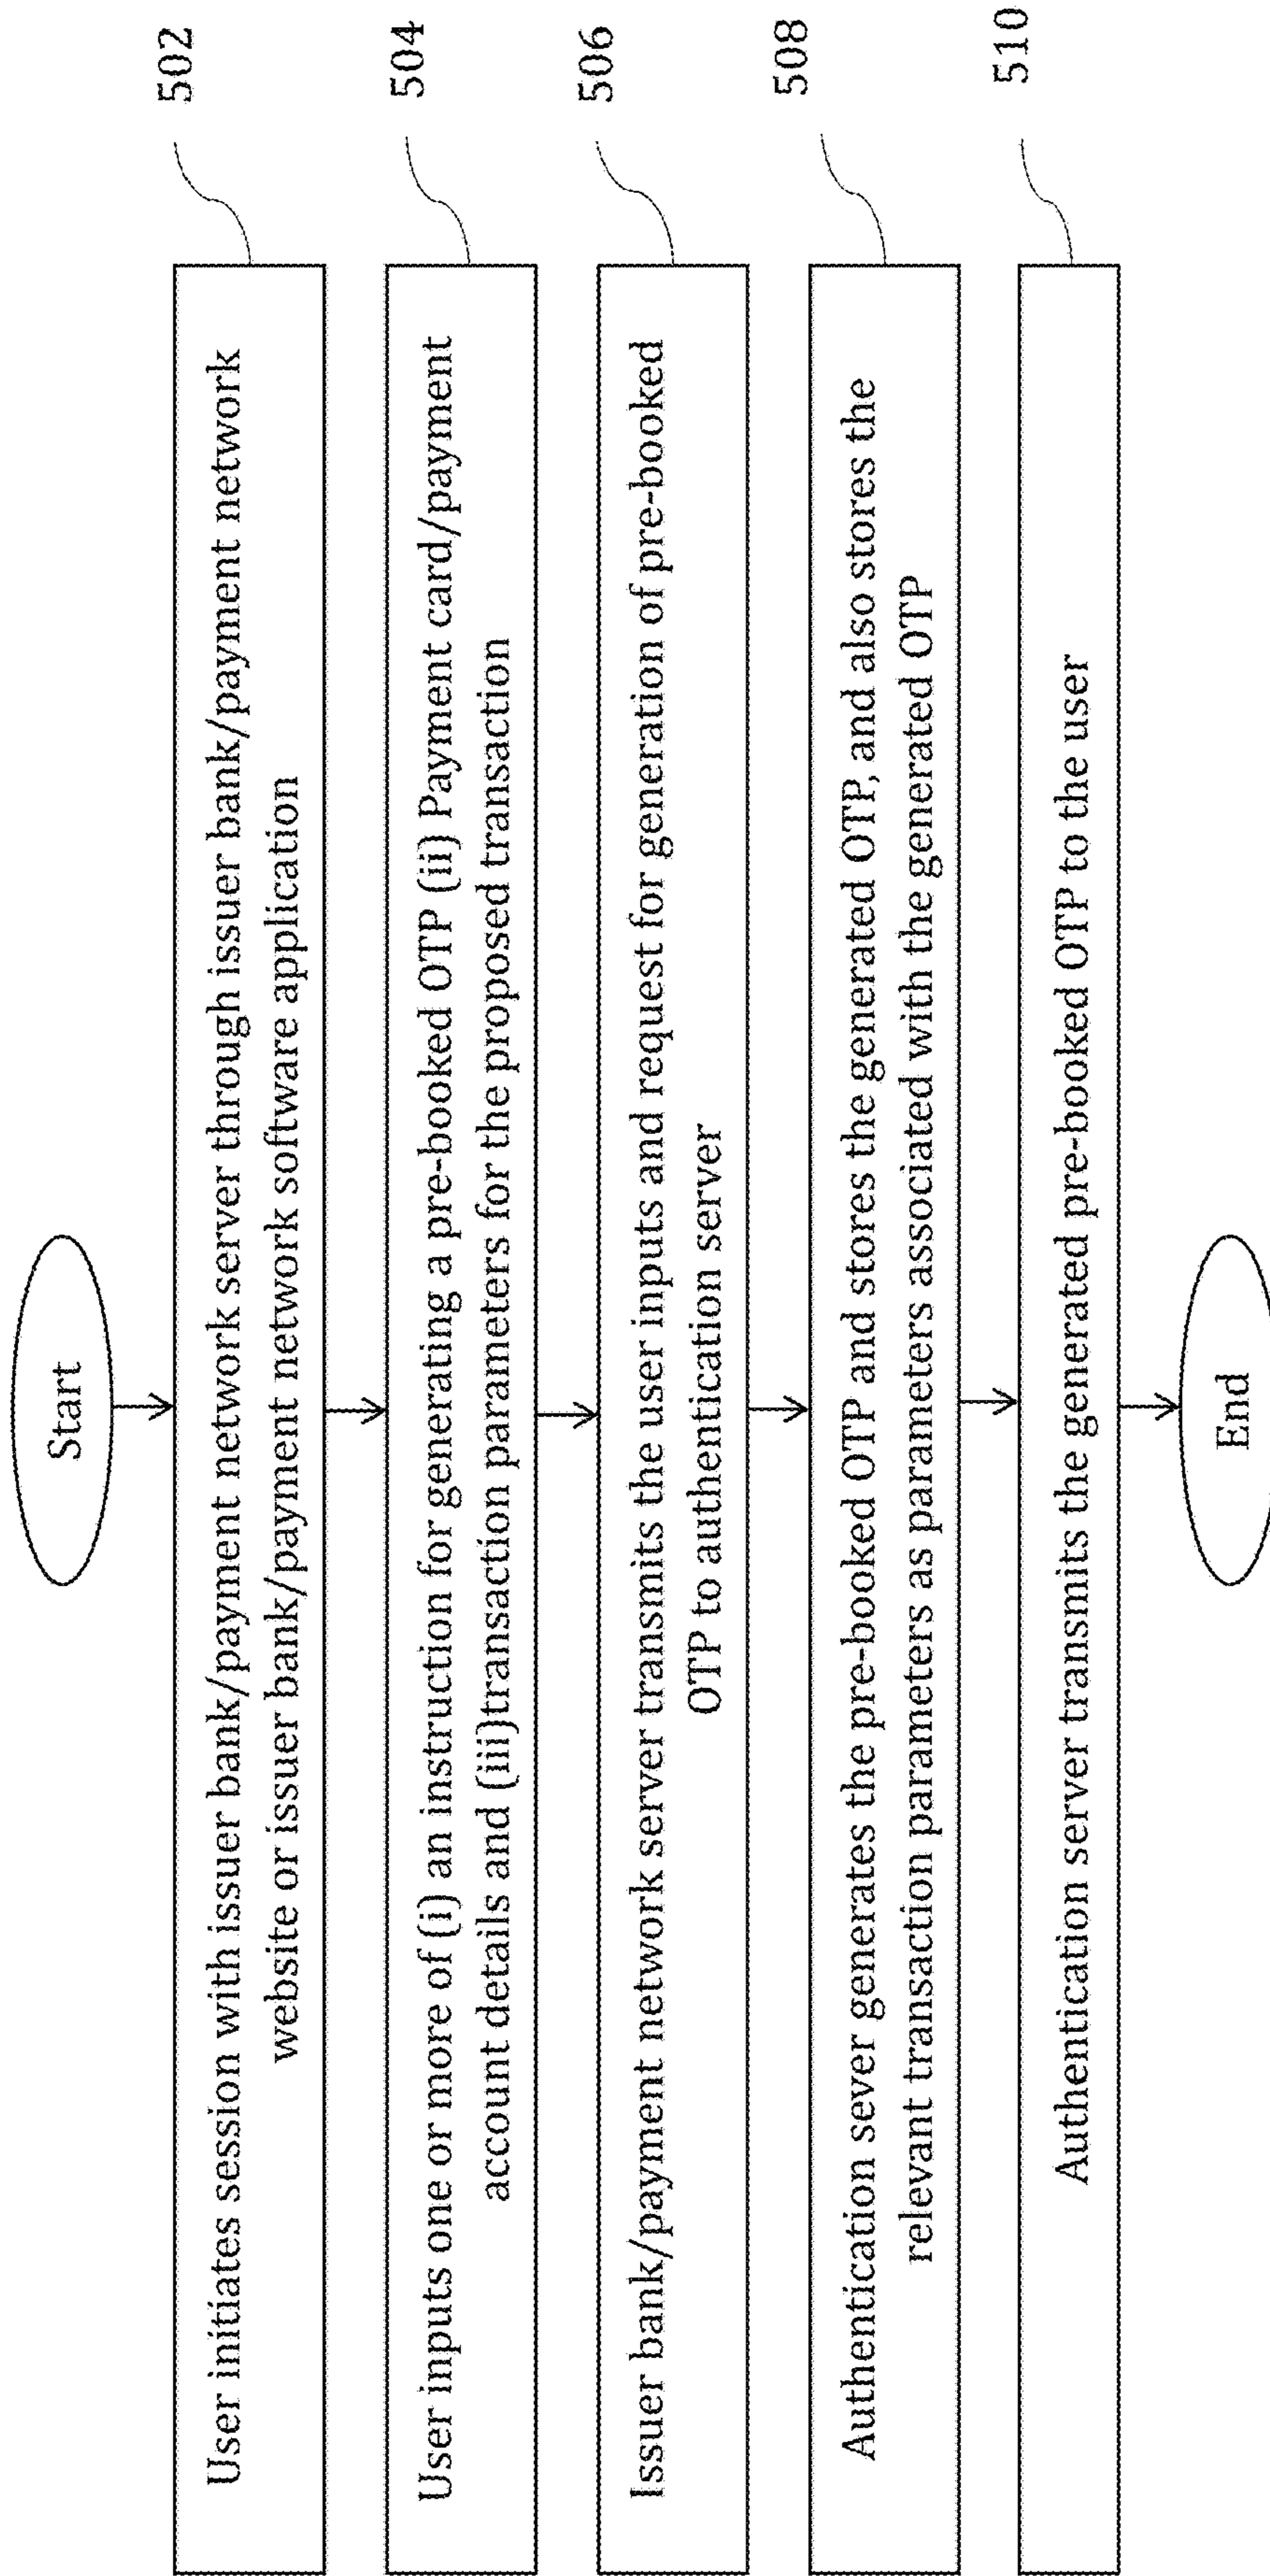 Start
502
User initiates session with issuer bank/payment network server through issuer bank/payment network
website or issuer bank/payment network software application
504
User inputs one or more of (i) an instruction for generating a pre-booked OTP (ii) Payment card/payment
account details and (iii)transaction parameters for the proposed transaction
506
Issuer bank/payment network server transmits the user inputs and request for generation of pre-booked
OTP to authentication server
508
Authentication sever generates the pre-booked OTP and stores the generated OTP, and also stores the
relevant transaction parameters as parameters associated with the generated OTP
510
Authentication server transmits the generated pre-booked OTP to the user
End